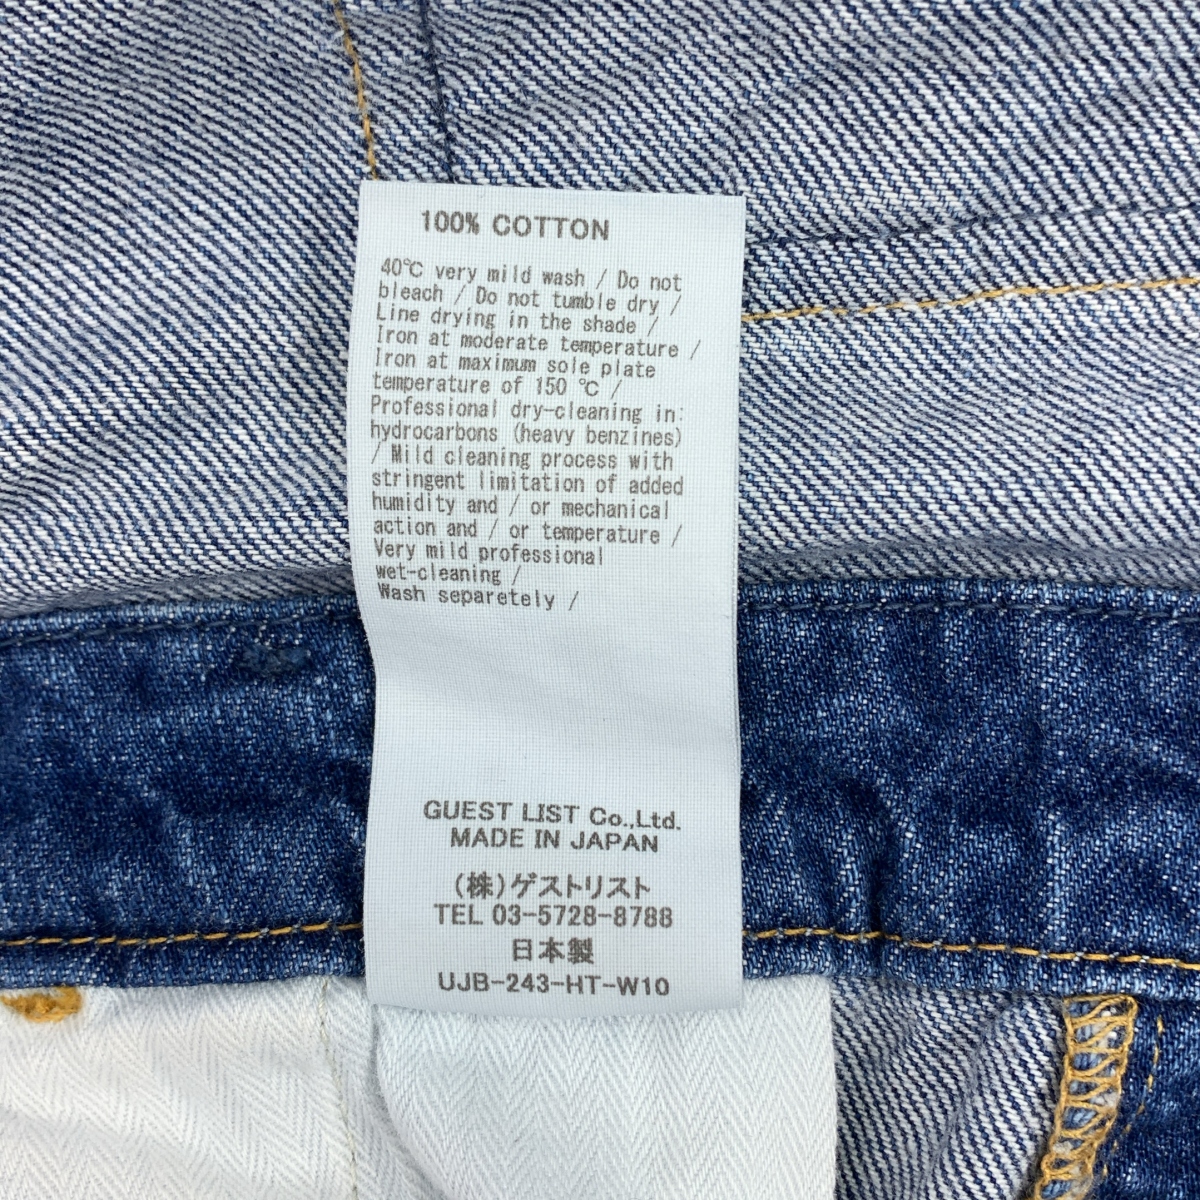 100% COTTON
40℃ very mild wash / Do not
bleach / Do not tumble dry /
Line drying in the shade /
Iron at moderate temperature /
Iron at maximum sole plate
temperature of 150 ℃ /
Professional dry-cleaning in:
hydrocarbons (heavy benzines)
/ Mild cleaning process with
stringent limitation of added
humidity and / or mechanical
action and / or temperature /
Very mild professional
wet-cleaning /
Wash separetely /
GUEST LIST Co.,Ltd.
MADE IN JAPAN
(株)ゲストリスト
TEL 03-5728-8788
日本製
UJB-243-HT-W10